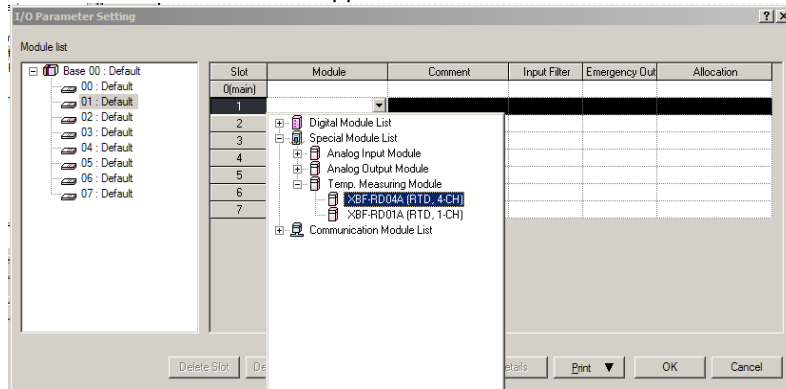 I/O Parameter Setting
Module list
Base 00 : Default
00 : Default
01 : Default
02 : Default
03 : Default
04 : Default
05 : Default
06 : Default
07 : Default
Slot Module Comment Input Filter Emergency Out Allocation
0(main)
1
2
3
4
5
6
7
Digital Module List
Special Module List
Analog Input Module
Analog Output Module
Temp. Measuring Module
XBF-RD04A (RTD, 4-CH)
XBF-RD01A (RTD, 1-CH)
Communication Module List
Delete Slot De etails Print ▼ OK Cancel